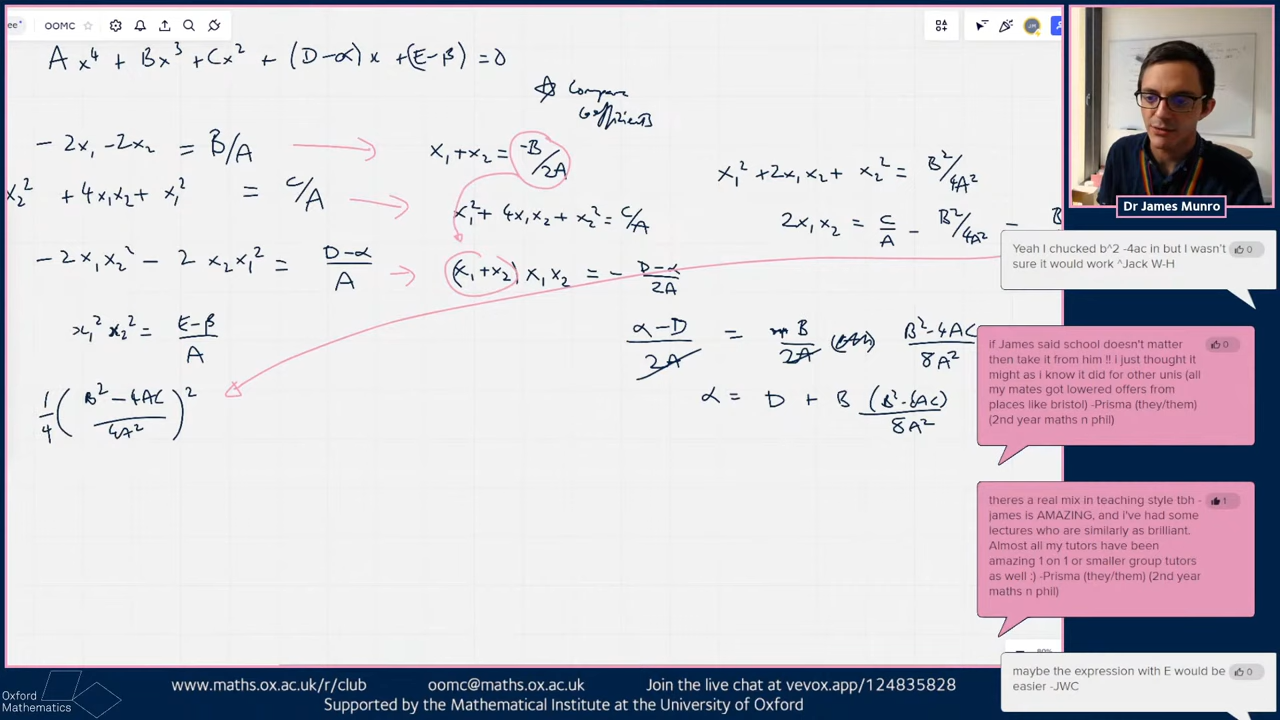 OOMC
Ax⁴ + Bx³ + Cx² + (D-α)x + (E-β) = 0
☆ Compare
coefficients
-2x₁ -2x₂ = B/A
x₁+x₂ = -B/2A
x₁² + 2x₁x₂ + x₂² = B²/4A²
x₂² + 4x₁x₂ + x₁² = C/A
x₁² + 4x₁x₂ + x₂² = C/A
2x₁x₂ = C/A - B²/4A² - B
-2x₁x₂² - 2x₂x₁² = D-α/A
(x₁+x₂) x₁x₂ = - D-α/2A
x₁² x₂² = E-β/A
α-D/2A = B/2A B²-4AC/8A²
1/4 (B²-4AC/4A²)²
α = D + B (B²-4AC)/8A²
80%
Dr James Munro
Yeah I chucked b^2 -4ac in but I wasn't
sure it would work ^Jack W-H
0
if James said school doesn't matter
then take it from him !! i just thought it
might as i know it did for other unis (all
my mates got lowered offers from
places like bristol) -Prisma (they/them)
(2nd year maths n phil)
0
theres a real mix in teaching style tbh -
james is AMAZING, and i've had some
lectures who are similarly as brilliant.
Almost all my tutors have been
amazing 1 on 1 or smaller group tutors
as well :) -Prisma (they/them) (2nd year
maths n phil)
1
maybe the expression with E would be
easier -JWC
0
Oxford
Mathematics
www.maths.ox.ac.uk/r/club oomc@maths.ox.ac.uk Join the live chat at vevox.app/124835828
Supported by the Mathematical Institute at the University of Oxford